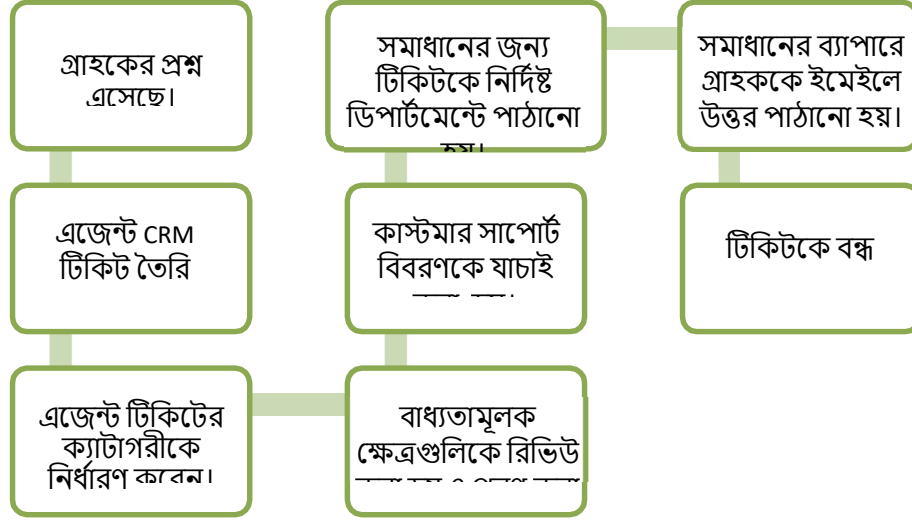 গ্রাহকের প্রশ্ন
এসেছে।
এজেন্ট CRM
টিকিট তৈরি
এজেন্ট টিকিটের
ক্যাটাগরীকে
নির্ধারণ করেন।
বাধ্যতামূলক
ক্ষেত্রগুলিকে রিভিউ
কাস্টমার সাপোর্ট
বিবরণকে যাচাই
সমাধানের জন্য
টিকিটকে নির্দিষ্ট
ডিপার্টমেন্টে পাঠানো
হয়।
সমাধানের ব্যাপারে
গ্রাহককে ইমেইলে
উত্তর পাঠানো হয়।
টিকিটকে বন্ধ